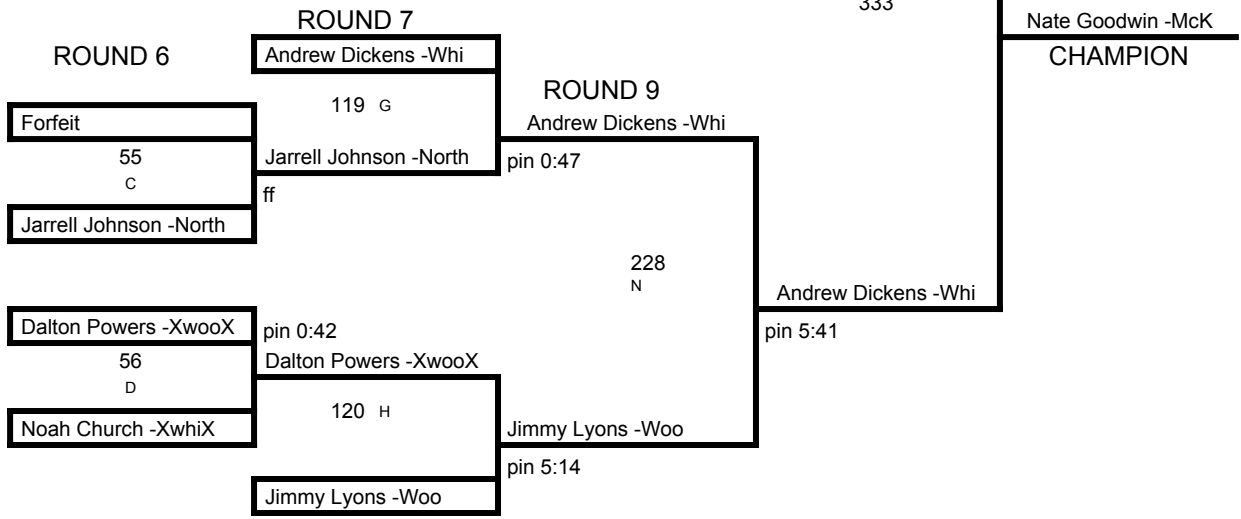 333
ROUND 7
Nate Goodwin -McK
ROUND 6
Andrew Dickens -Whi
CHAMPION
ROUND 9
119 G
Forfeit
Andrew Dickens -Whi
55
Jarrell Johnson -North
pin 0:47
C
ff
Jarrell Johnson -North
228
N
Andrew Dickens -Whi
Dalton Powers -XwooX
pin 0:42
pin 5:41
56
Dalton Powers -XwooX
D
120 H
Noah Church -XwhiX
Jimmy Lyons -Woo
pin 5:14
Jimmy Lyons -Woo